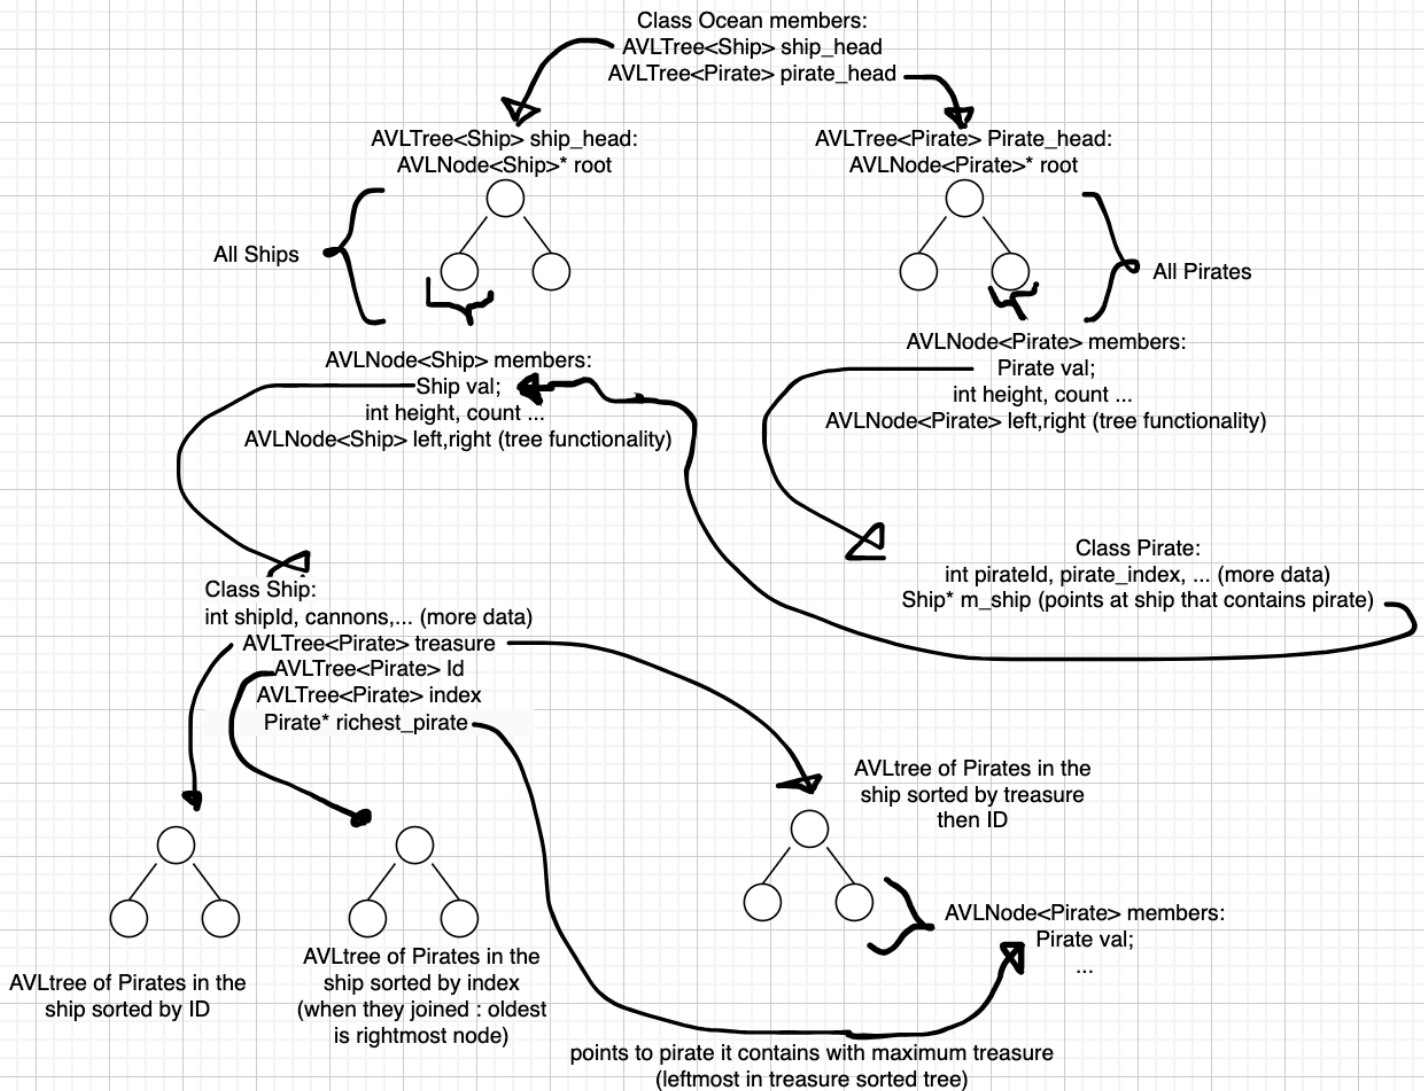 Class Ocean members:
AVLTree<Ship> ship_head
AVLTree<Pirate> pirate_head
AVLTree<Ship> ship_head:
AVLNode<Ship>* root
AVLTree<Pirate> Pirate_head:
AVLNode<Pirate>* root
All Ships
All Pirates
AVLNode<Ship> members:
Ship val;
int height, count ...
AVLNode<Ship> left,right (tree functionality)
AVLNode<Pirate> members:
Pirate val;
int height, count ...
AVLNode<Pirate> left,right (tree functionality)
Class Pirate:
int pirateId, pirate_index, ... (more data)
Ship* m_ship (points at ship that contains pirate)
Class Ship:
int shipId, cannons,... (more data)
AVLTree<Pirate> treasure
AVLTree<Pirate> Id
AVLTree<Pirate> index
Pirate* richest_pirate
AVLtree of Pirates in the
ship sorted by treasure
then ID
AVLNode<Pirate> members:
Pirate val;
...
AVLtree of Pirates in the
ship sorted by ID
AVLtree of Pirates in the
ship sorted by index
(when they joined : oldest
is rightmost node)
points to pirate it contains with maximum treasure
(leftmost in treasure sorted tree)